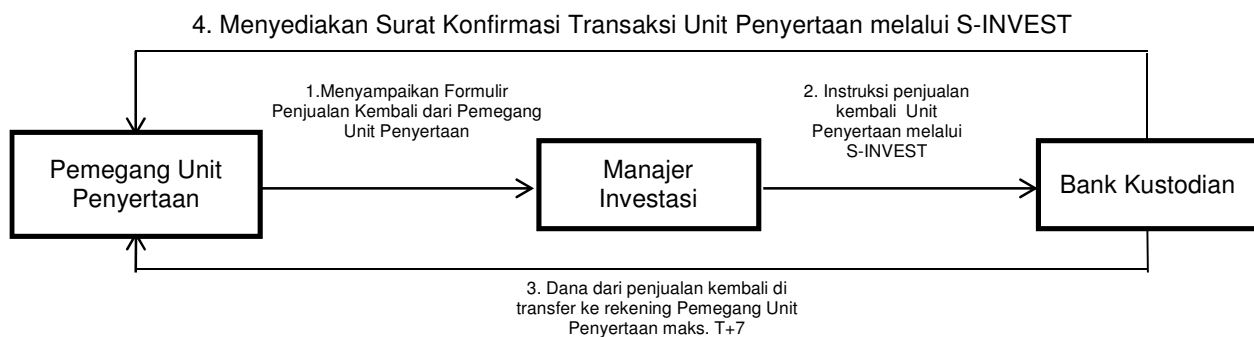 4. Menyediakan Surat Konfirmasi Transaksi Unit Penyertaan melalui S-INVEST
1.Menyampaikan Formulir
Penjualan Kembali dari Pemegang
Unit Penyertaan
2. Instruksi penjualan
kembali Unit
Penyertaan melalui
S-INVEST
Pemegang Unit
Penyertaan
Manajer
Investasi
Bank Kustodian
3. Dana dari penjualan kembali di
transfer ke rekening Pemegang Unit
Penyertaan maks. T+7